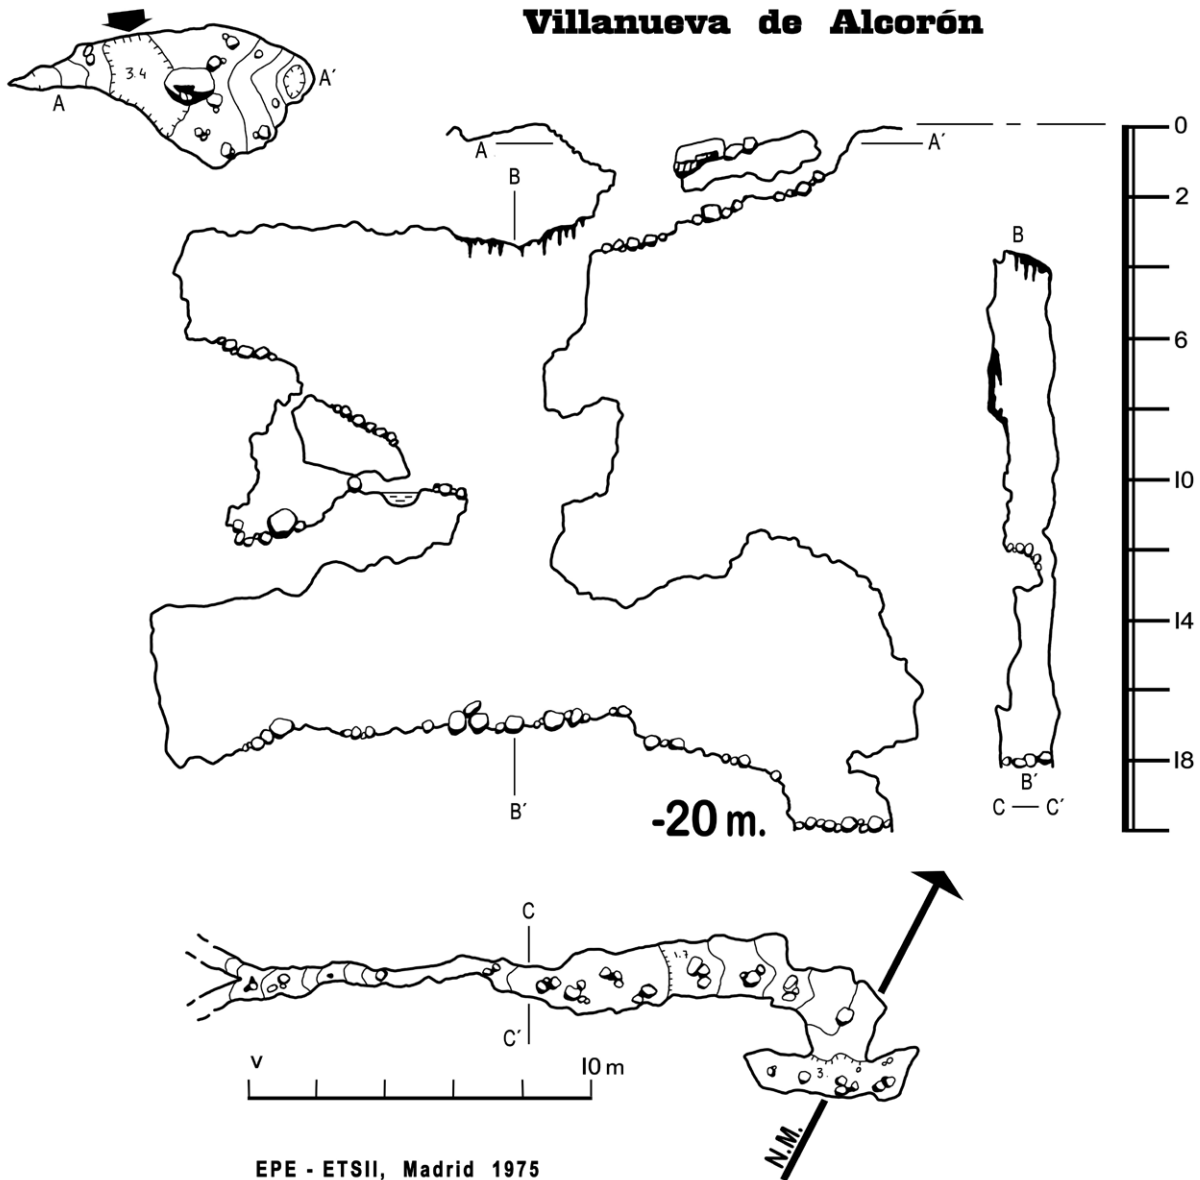 Villanueva de Alcorón
3.4
A
A´
A
A´
B
0
2
B
6
10
14
18
B´
B´
C — C´
-20 m.
C
1.7
C´
3.
V
10 m
N.M.
EPE - ETSII, Madrid 1975